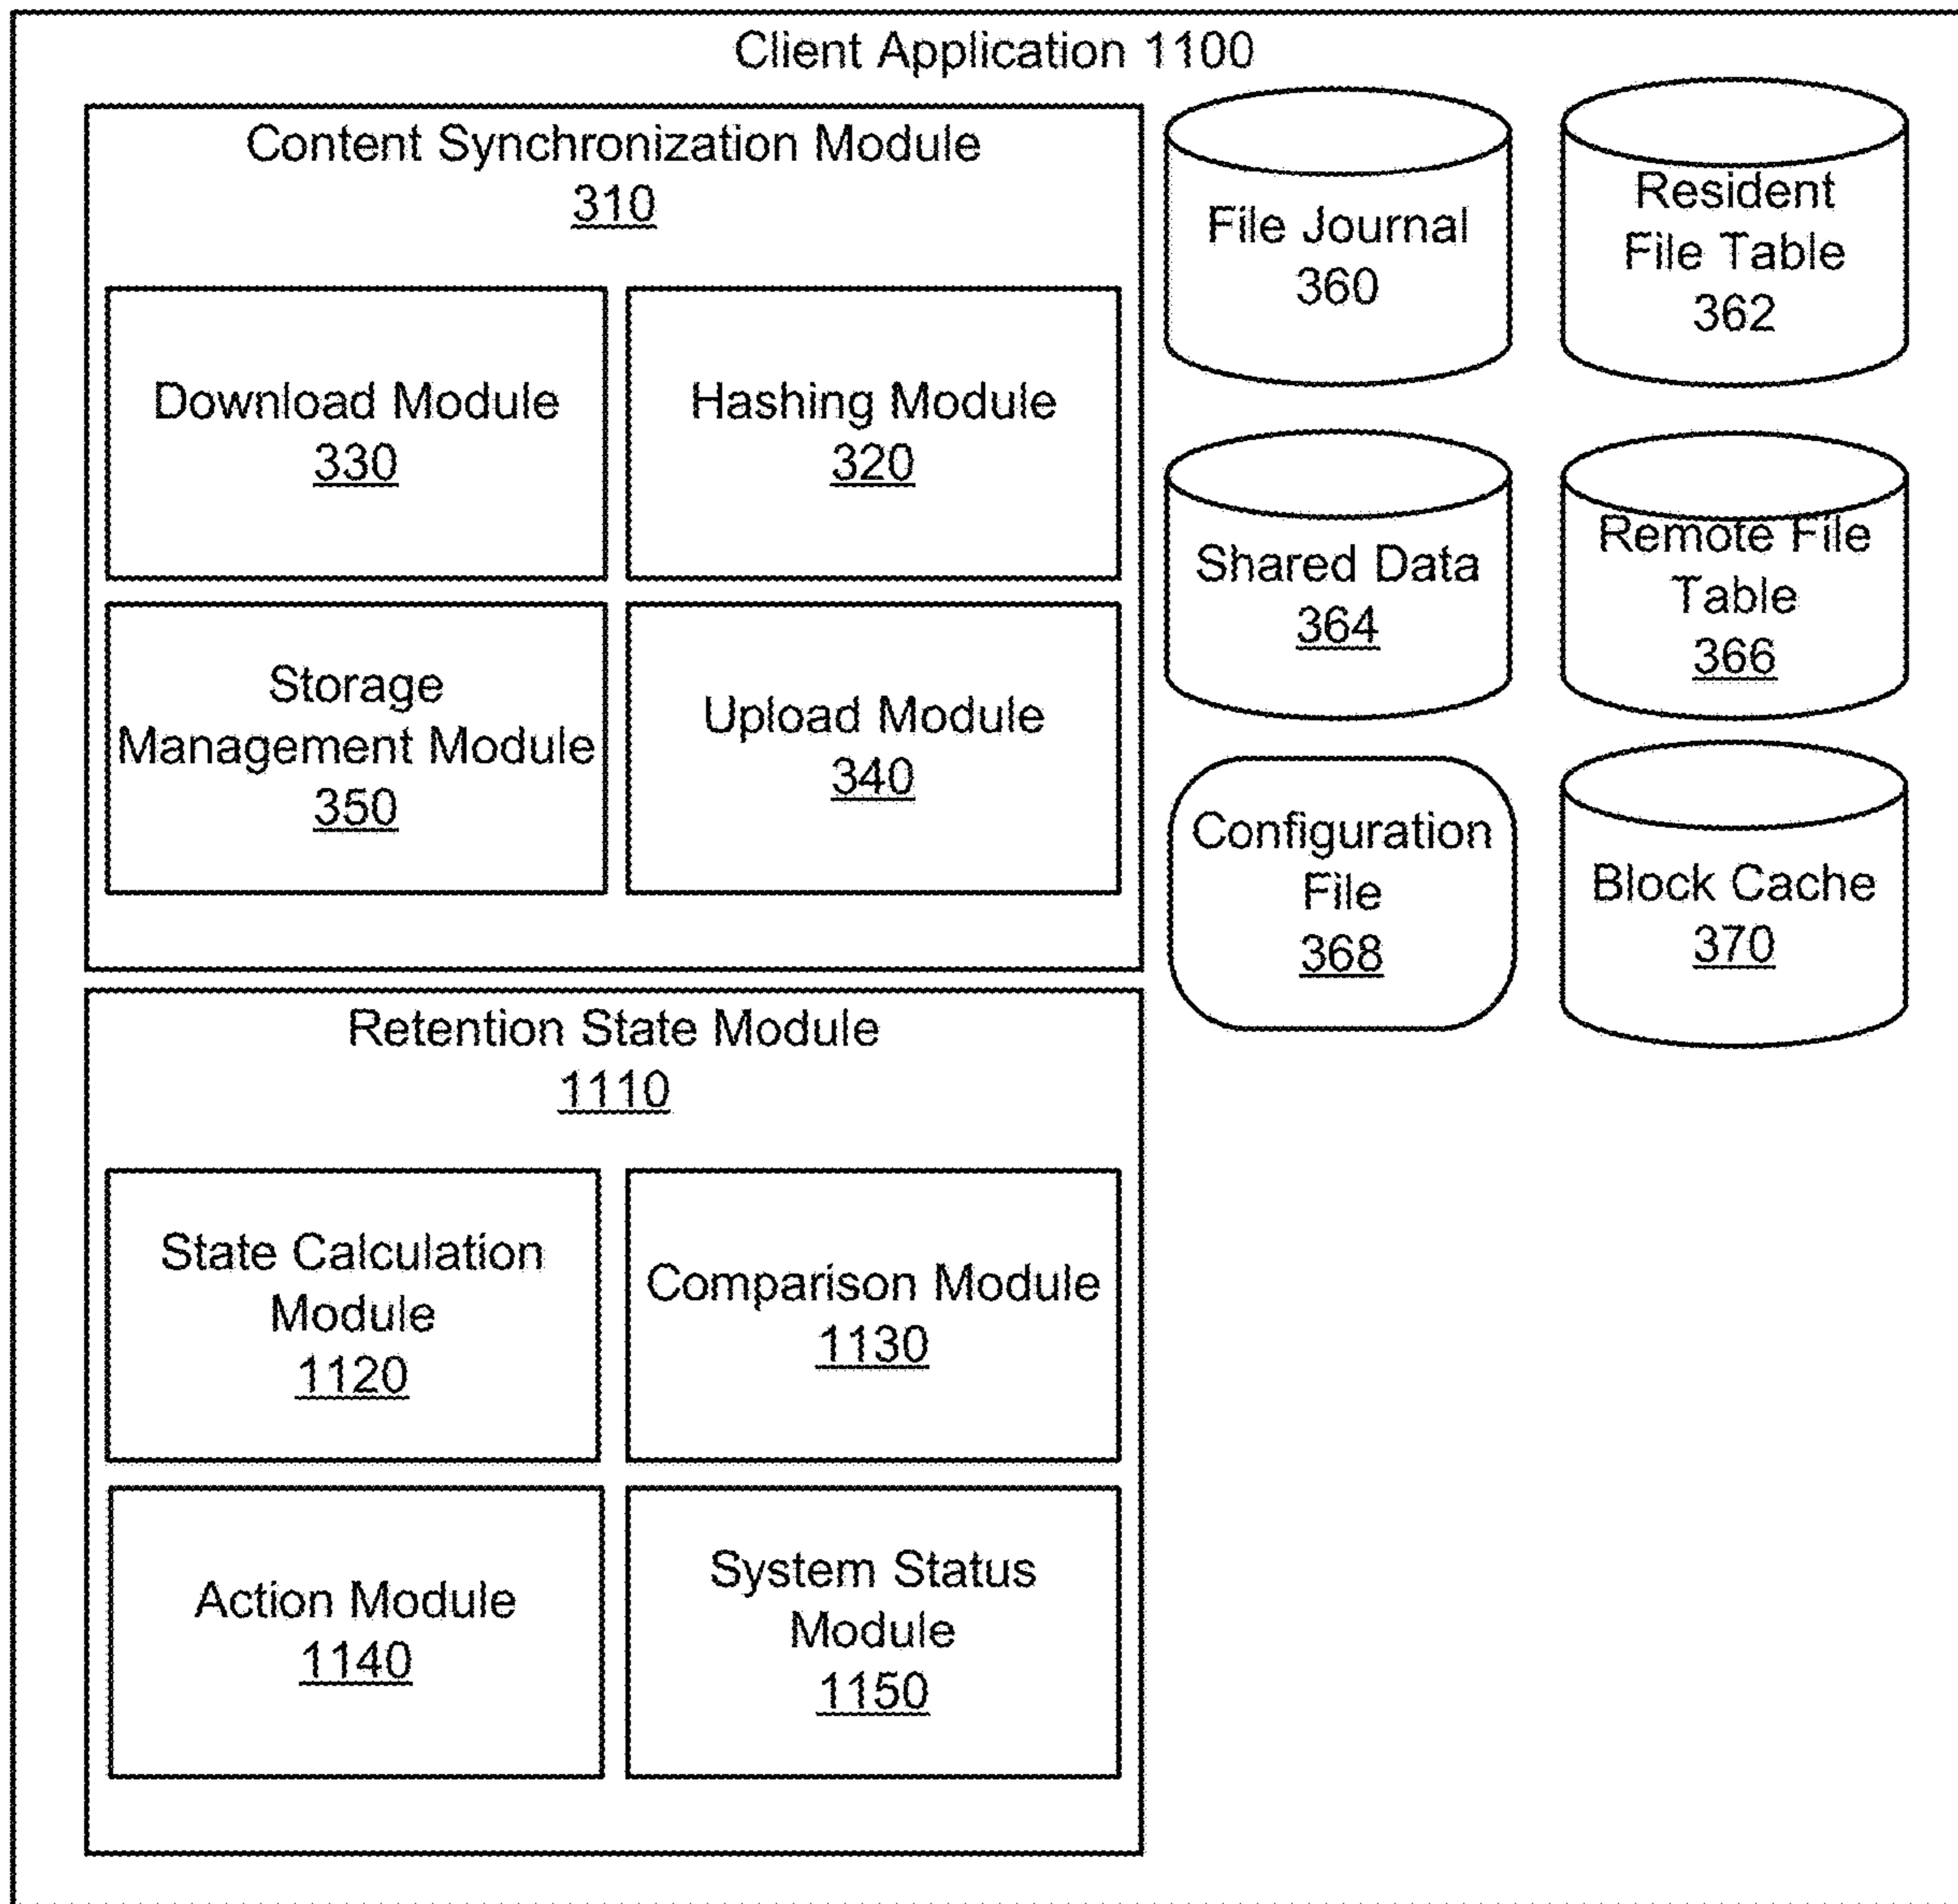 Client Application 1100
Content Synchronization Module
310
Download Module
330
Hashing Module
320
Storage
Management Module
350
Upload Module
340
File Journal
360
Resident
File Table
362
Shared Data
364
Remote File
Table
366
Configuration
File
368
Block Cache
370
Retention State Module
1110
State Calculation
Module
1120
Comparison Module
1130
Action Module
1140
System Status
Module
1150